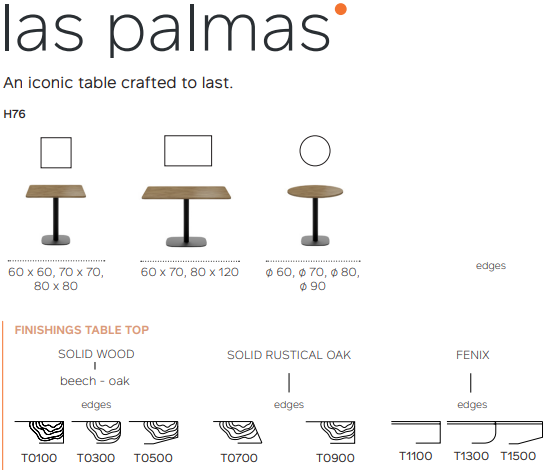 las palmas
An iconic table crafted to last.
H76
60 x 60, 70 x 70,
80 x 80
60 x 70, 80 x 120
ø 60, ø 70, ø 80,
ø 90
edges
FINISHINGS TABLE TOP
SOLID WOOD
beech - oak
edges
T0100 T0300 T0500
SOLID RUSTICAL OAK
edges
T0700 T0900
FENIX
edges
T1100 T1300 T1500